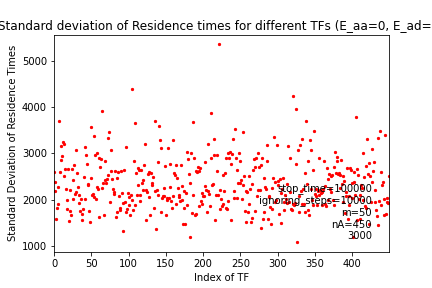 Standard deviation of Residence times for different TFs (E_aa=0, E_ad=
Standard Deviation of Residence Times
5000
4000
3000
2000
1000
0 50 100 150 200 250 300 350 400
Index of TF
stop_time=100000
ignoring_steps=10000
m=50
nA=450
3000